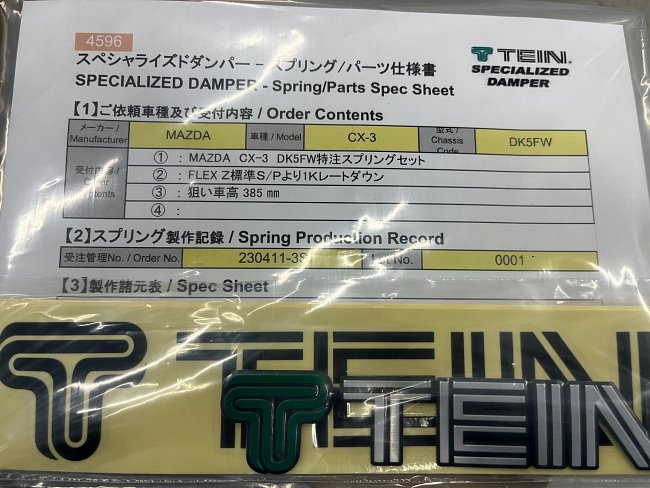 4596
スペシャライズドダンパー - スプリング/パーツ仕様書
SPECIALIZED DAMPER - Spring/Parts Spec Sheet
TEIN.
SPECIALIZED
DAMPER
【1】ご依頼車種及び受付内容 / Order Contents
メーカー / Manufacturer MAZDA 車種 / Model CX-3 型式 / Chassis Code DK5FW
受付内容 / Order Contents
① : MAZDA CX-3 DK5FW特注スプリングセット
② : FLEX Z標準S/Pより1Kレートダウン
③ : 狙い車高 385 mm
④ :
【2】スプリング製作記録 / Spring Production Record
受注管理No. / Order No. 230411-3S Lot No. 0001
【3】製作諸元表 / Spec Sheet
TEIN
TEIN